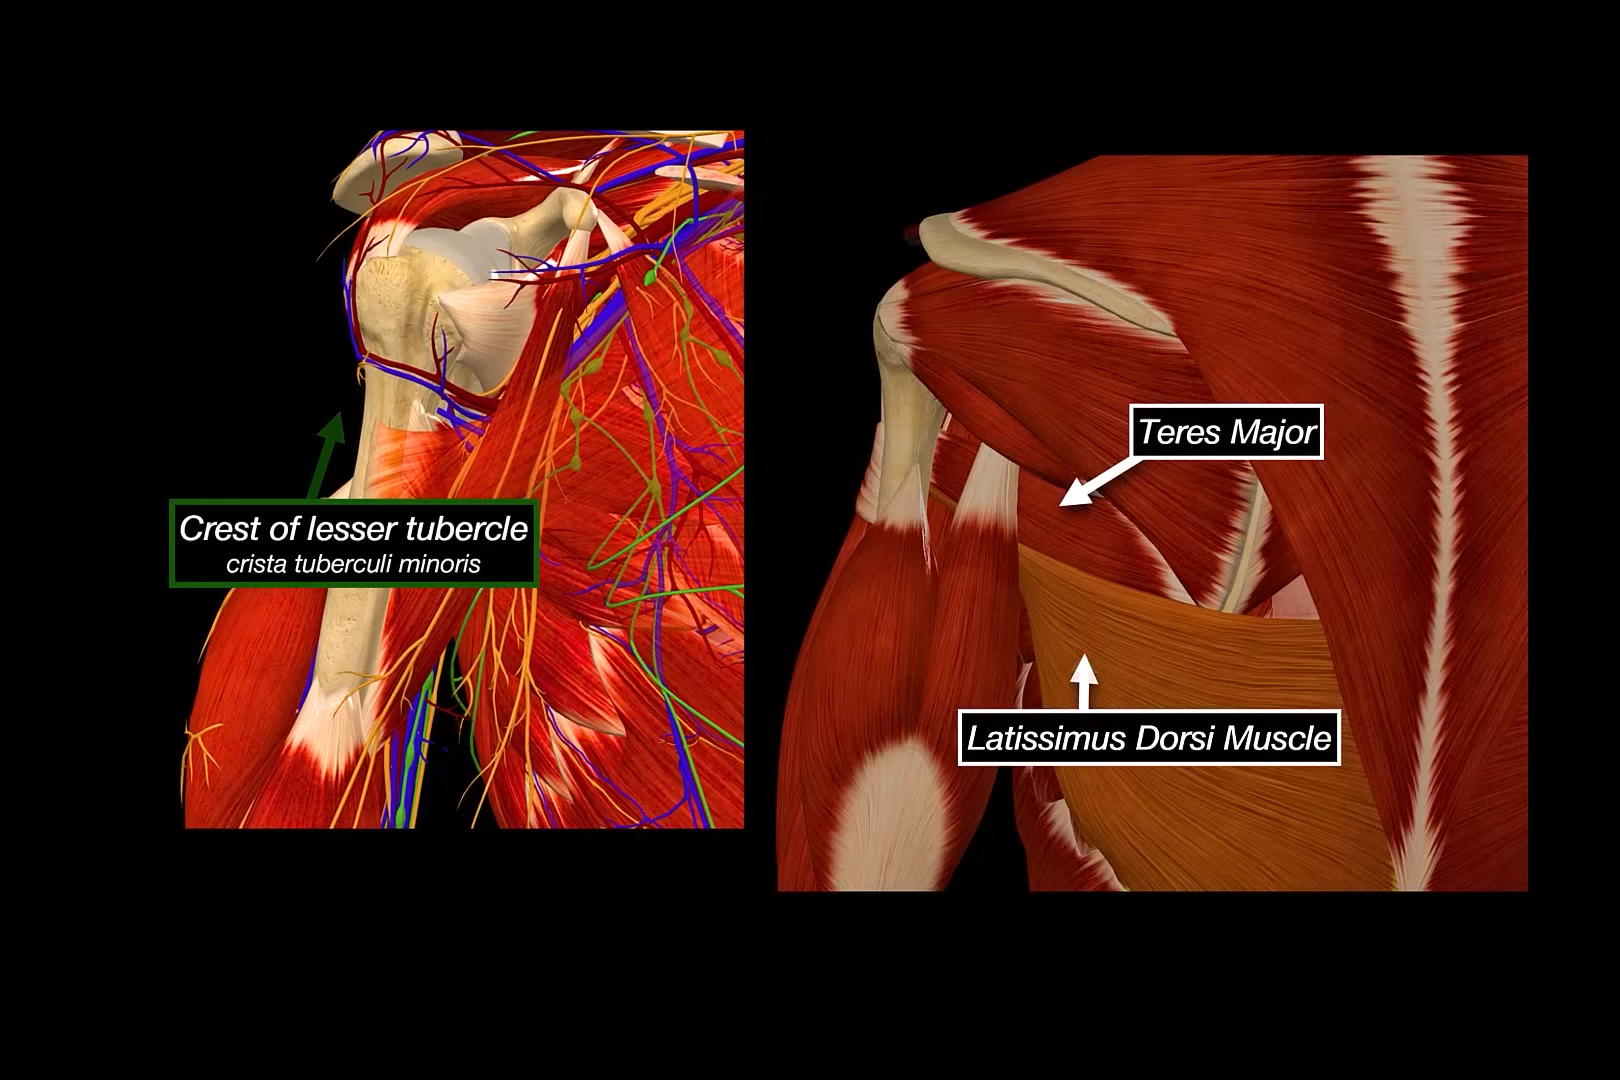 Crest of lesser tubercle
crista tuberculi minoris
Teres Major
Latissimus Dorsi Muscle